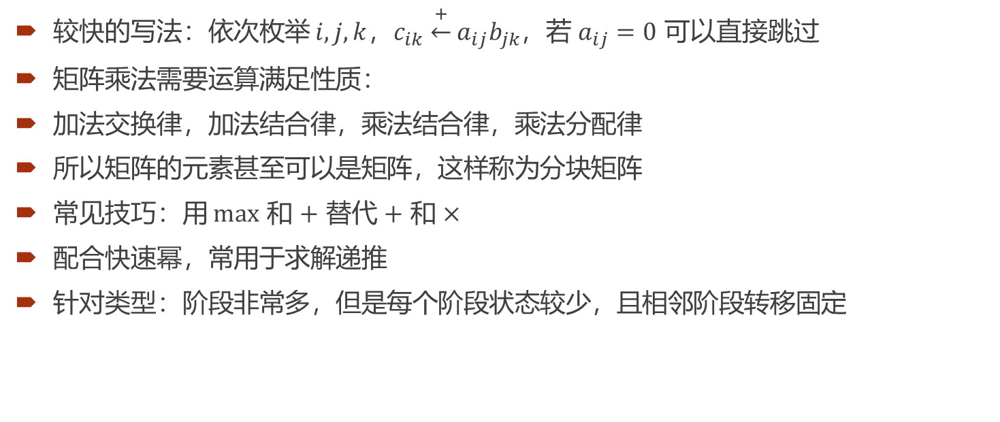 较快的写法：依次枚举 i, j, k，c_{ik} \overset{+}{\leftarrow} a_{ij}b_{jk}，若 a_{ij} = 0 可以直接跳过
矩阵乘法需要运算满足性质：
加法交换律，加法结合律，乘法结合律，乘法分配律
所以矩阵的元素甚至可以是矩阵，这样称为分块矩阵
常见技巧：用 max 和 + 替代 + 和 ×
配合快速幂，常用于求解递推
针对类型：阶段非常多，但是每个阶段状态较少，且相邻阶段转移固定